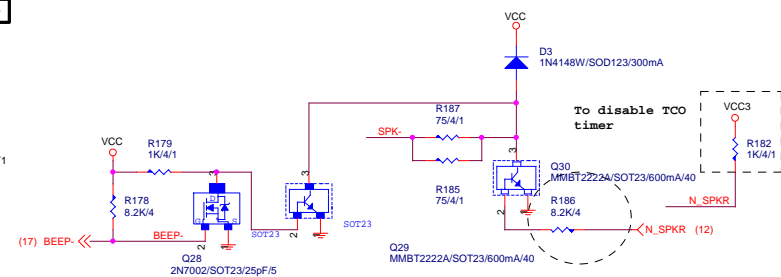 VCC
D3
1N4148W/SOD123/300mA
R187
75/4/1
SPK-
To disable TCO
timer
VCC3
R182
1K/4/1
VCC
R179
1K/4/1
3
3
3
Q30
MMBT2222A/SOT23/600mA/40
R178
8.2K/4
D
G
S
SOT23
R185
75/4/1
R186
8.2K/4
N_SPKR
(17) BEEP-
BEEP-
2
SOT23
2
2
N_SPKR (12)
Q28
2N7002/SOT23/25pF/5
Q29
MMBT2222A/SOT23/600mA/40